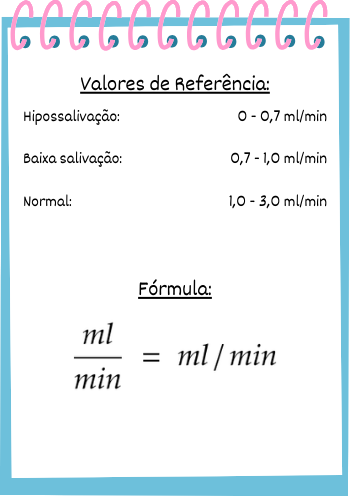 Valores de Referência:
Hipossalivação: 0 - 0,7 ml/min
Baixa salivação: 0,7 - 1,0 ml/min
Normal: 1,0 - 3,0 ml/min
Fórmula:
ml
min
= ml/min